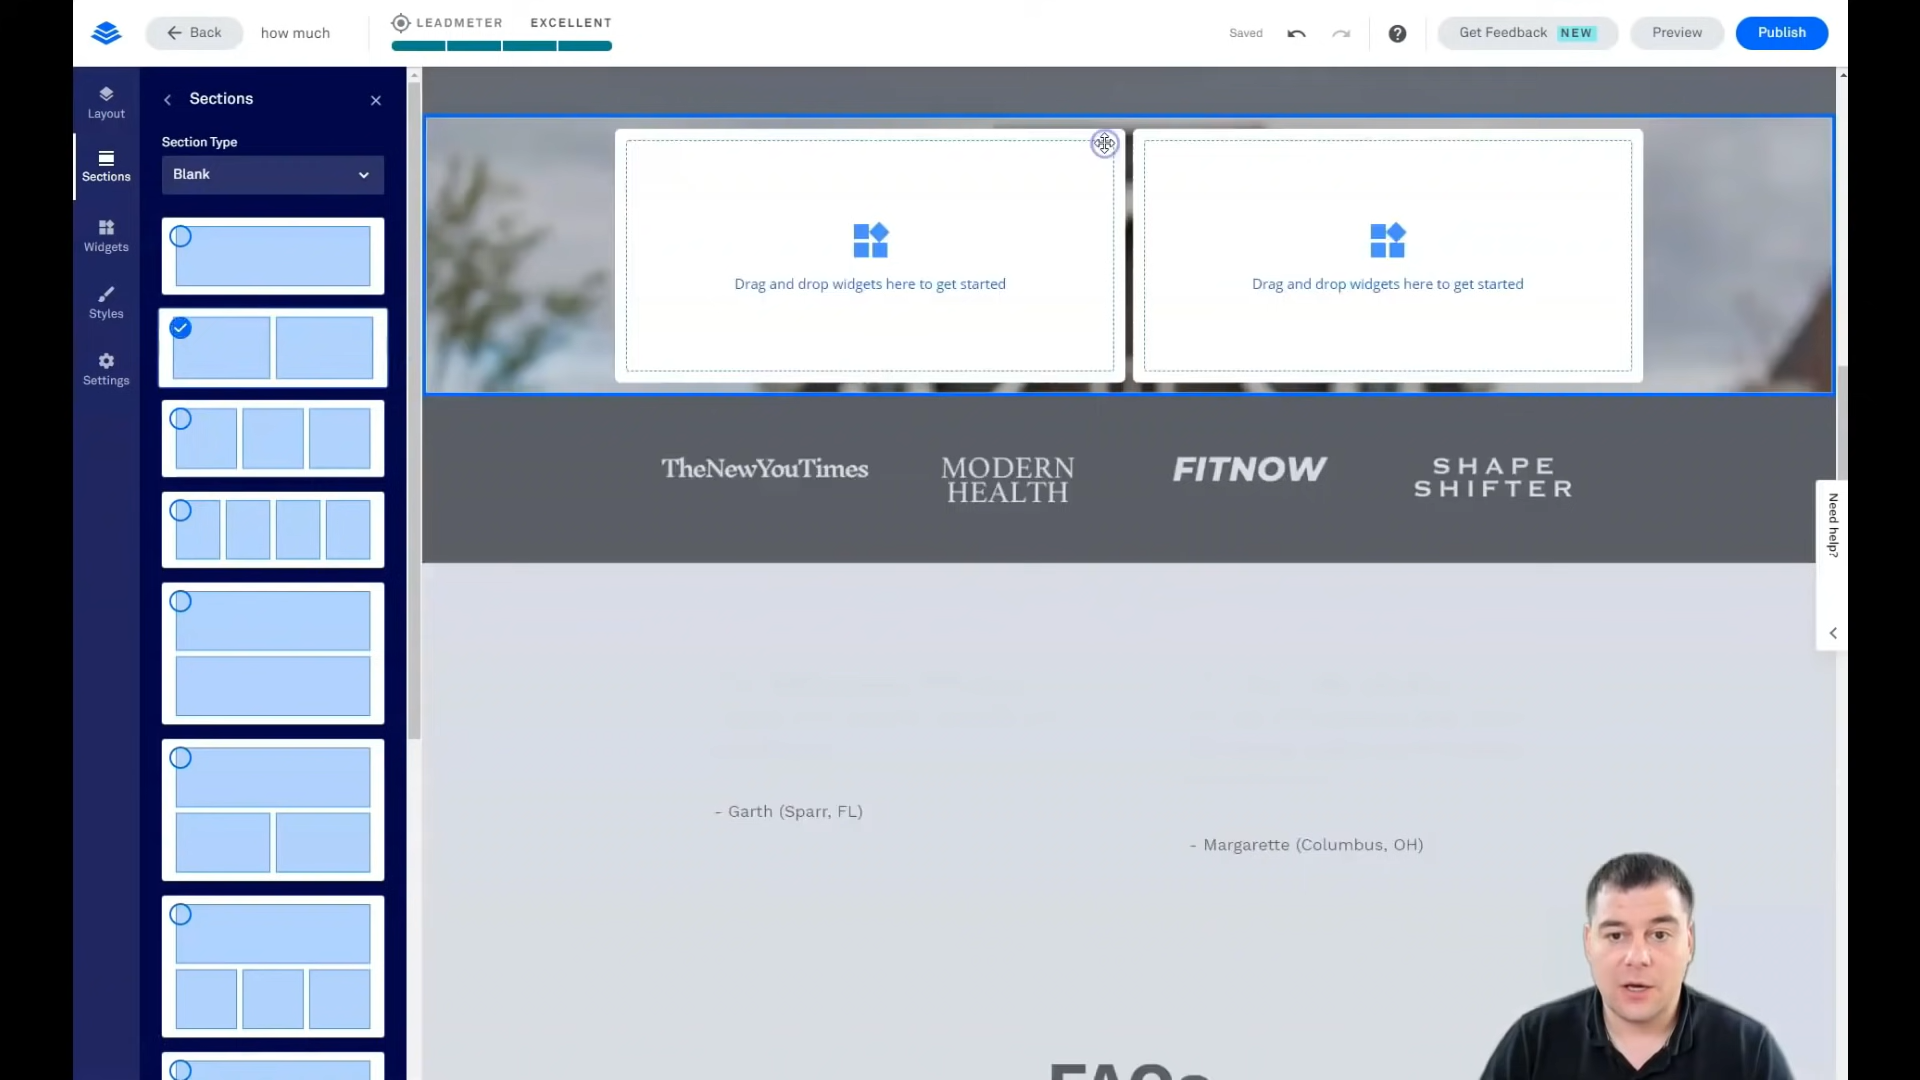 Back
how much
LEADMETER EXCELLENT
Saved
Get Feedback NEW
Preview
Publish
Layout
Sections
Widgets
Styles
Settings
Sections
Section Type
Blank
Drag and drop widgets here to get started
Drag and drop widgets here to get started
TheNewYouTimes
MODERN
HEALTH
FITNOW
SHAPE
SHIFTER
Need help?
- Garth (Sparr, FL)
- Margarette (Columbus, OH)
FAQs